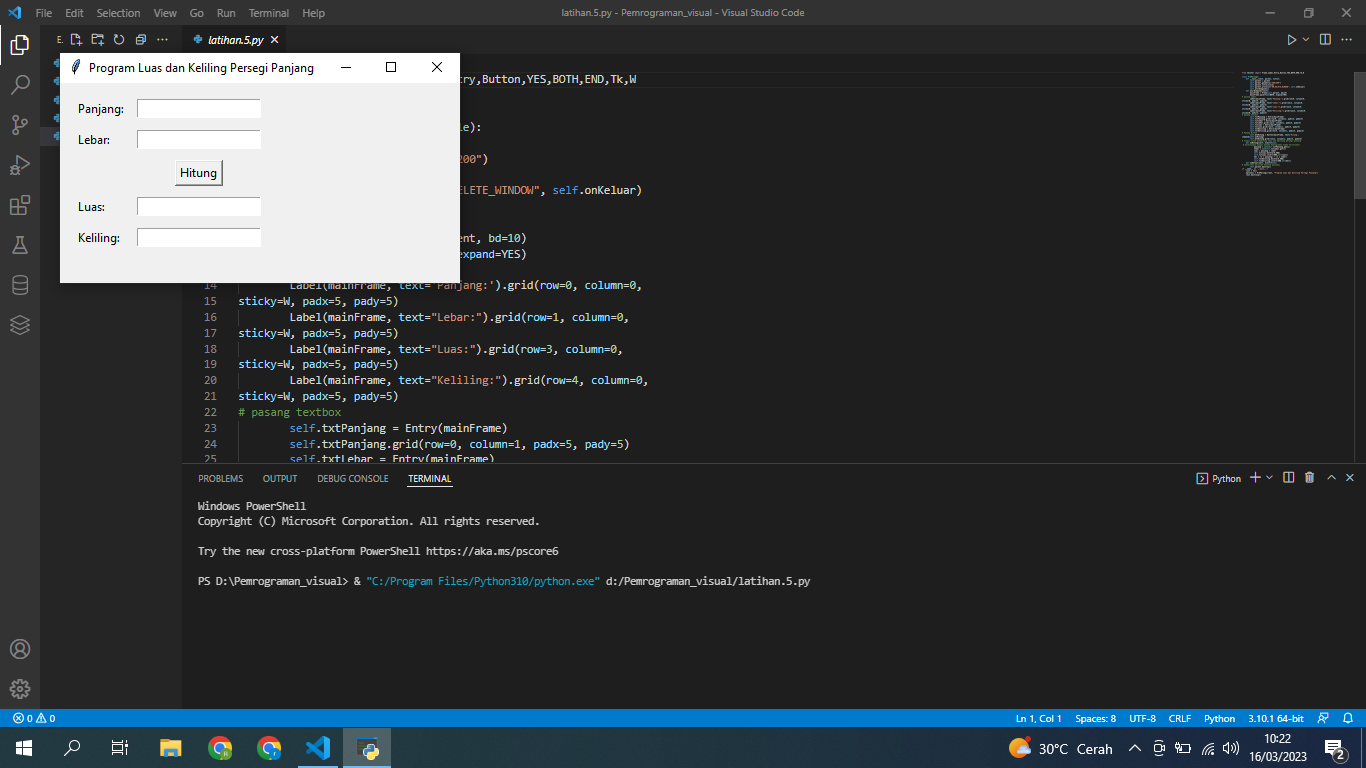 File Edit Selection View Go Run Terminal Help
latihan.5.py - Pemrograman_visual - Visual Studio Code
E.
latihan.5.py
Program Luas dan Keliling Persegi Panjang
Panjang:
Lebar:
Hitung
Luas:
Keliling:
ry,Button,YES,BOTH,END,Tk,W
le):
200")
ELETE_WINDOW", self.onKeluar)
ent, bd=10)
expand=YES)
14 Label(mainFrame, text='Panjang:').grid(row=0, column=0,
15 sticky=W, padx=5, pady=5)
16 Label(mainFrame, text="Lebar:").grid(row=1, column=0,
17 sticky=W, padx=5, pady=5)
18 Label(mainFrame, text="Luas:").grid(row=3, column=0,
19 sticky=W, padx=5, pady=5)
20 Label(mainFrame, text="Keliling:").grid(row=4, column=0,
21 sticky=W, padx=5, pady=5)
22 # pasang textbox
23 self.txtPanjang = Entry(mainFrame)
24 self.txtPanjang.grid(row=0, column=1, padx=5, pady=5)
25 self.txtLebar = Entry(mainFrame)
PROBLEMS OUTPUT DEBUG CONSOLE TERMINAL
Python
Windows PowerShell
Copyright (C) Microsoft Corporation. All rights reserved.
Try the new cross-platform PowerShell https://aka.ms/pscore6
PS D:\Pemrograman_visual> & "C:/Program Files/Python310/python.exe" d:/Pemrograman_visual/latihan.5.py
0 0
Ln 1, Col 1 Spaces: 8 UTF-8 CRLF Python 3.10.1 64-bit
30°C Cerah
10:22
16/03/2023
2